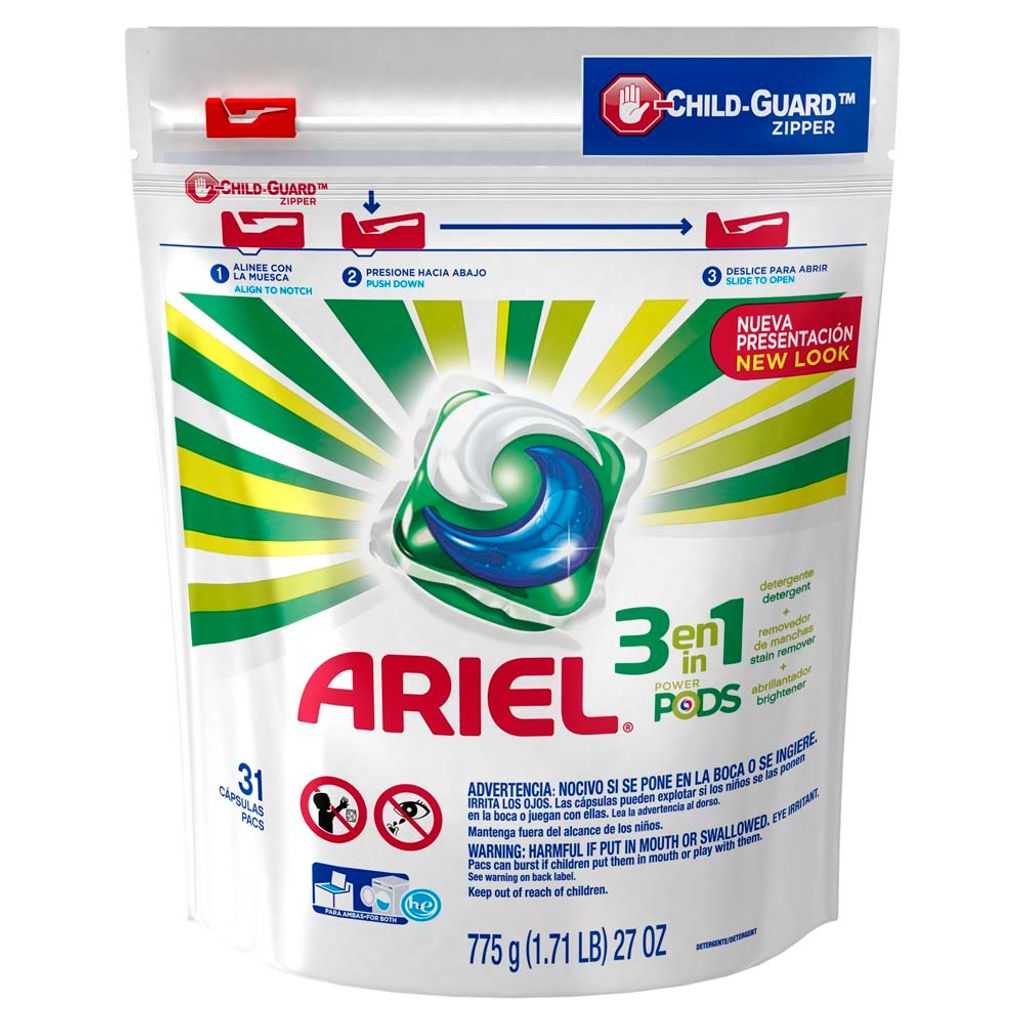 CHILD-GUARD™
ZIPPER
CHILD-GUARD™
ZIPPER
1 ALINEE CON
LA MUESCA
ALIGN TO NOTCH
2 PRESIONE HACIA ABAJO
PUSH DOWN
3 DESLICE PARA ABRIR
SLIDE TO OPEN
NUEVA
PRESENTACIÓN
NEW LOOK
3 en in 1
POWER
PODS
detergente
detergent
+
removedor
de manchas
stain remover
+
abrillantador
brightener
ARIEL®
31
CÁPSULAS
PACS
ADVERTENCIA: NOCIVO SI SE PONE EN LA BOCA O SE INGIERE.
IRRITA LOS OJOS. Las cápsulas pueden explotar si los niños se las ponen
en la boca o juegan con ellas. Lea la advertencia al dorso.
Mantenga fuera del alcance de los niños.
WARNING: HARMFUL IF PUT IN MOUTH OR SWALLOWED. EYE IRRITANT.
Pacs can burst if children put them in mouth or play with them.
See warning on back label.
Keep out of reach of children.
PARA AMBAS•FOR BOTH
he
775 g (1.71 LB) 27 OZ
DETERGENTE/DETERGENT